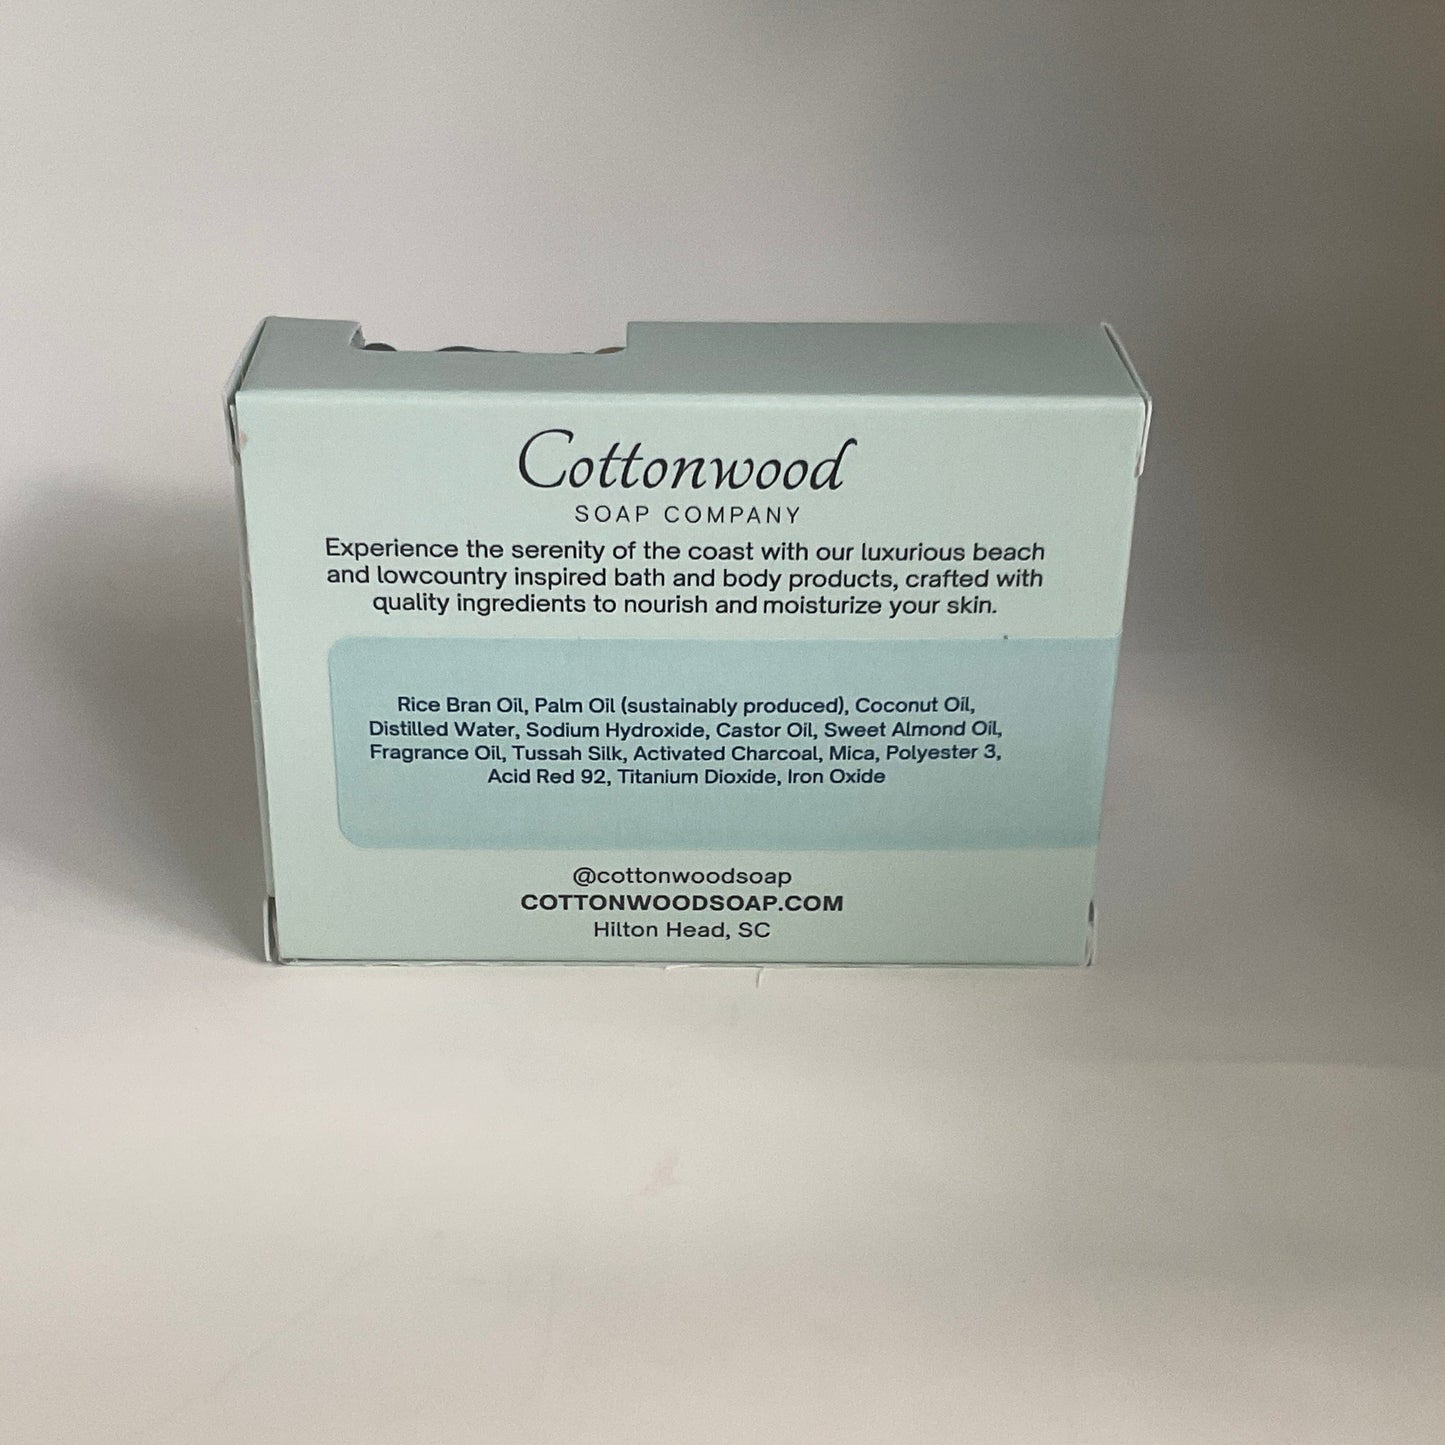 Cottonwood
SOAP COMPANY
Experience the serenity of the coast with our luxurious beach
and lowcountry inspired bath and body products, crafted with
quality ingredients to nourish and moisturize your skin.
Rice Bran Oil, Palm Oil (sustainably produced), Coconut Oil,
Distilled Water, Sodium Hydroxide, Castor Oil, Sweet Almond Oil,
Fragrance Oil, Tussah Silk, Activated Charcoal, Mica, Polyester 3,
Acid Red 92, Titanium Dioxide, Iron Oxide
@cottonwoodsoap
COTTONWOODSOAP.COM
Hilton Head, SC